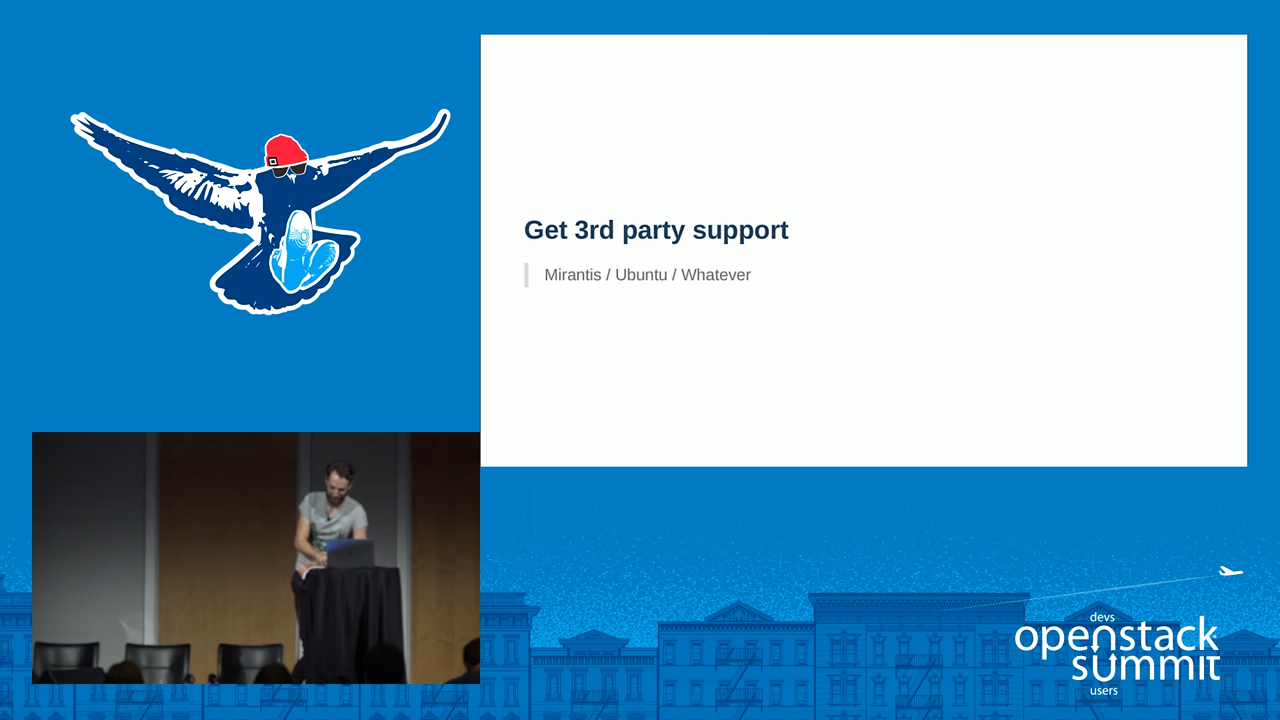 Get 3rd party support
Mirantis / Ubuntu / Whatever
devs
openstack
summit
users